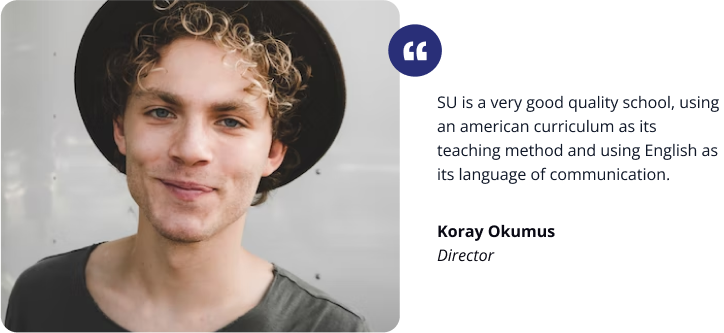 “
SU is a very good quality school, using
an american curriculum as its
teaching method and using English as
its language of communication.
Koray Okumus
Director